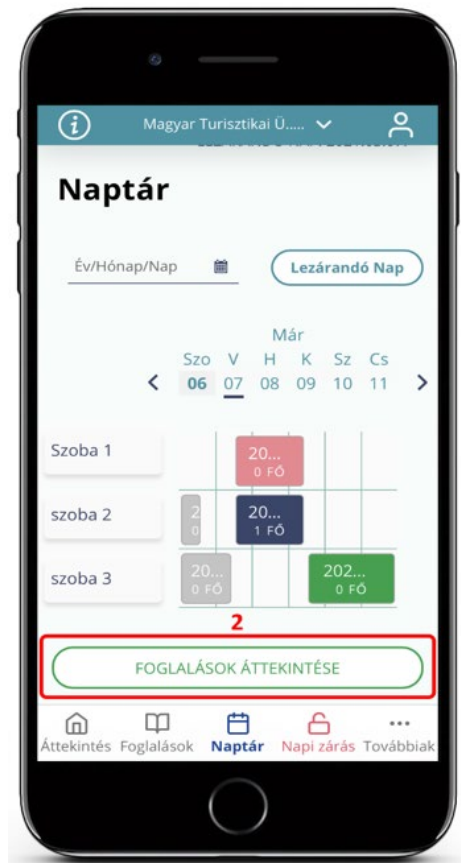 Magyar Turisztikai Ü.....
Naptár
Év/Hónap/Nap
Lezárandó Nap
Már
Szo V H K Sz Cs
06 07 08 09 10 11
Szoba 1
20...
0 FŐ
szoba 2
2
0
20...
1 FŐ
szoba 3
20...
0 FŐ
202...
0 FŐ
2
FOGLALÁSOK ÁTTEKINTÉSE
Áttekintés Foglalások Naptár Napi zárás Továbbiak